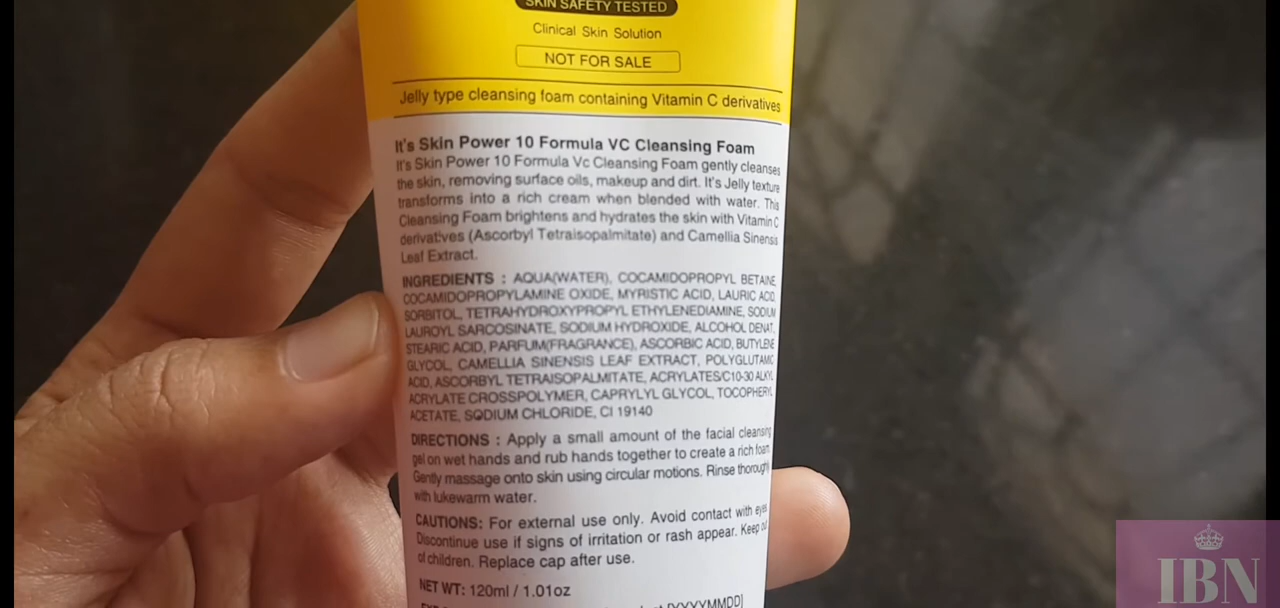 SKIN SAFETY TESTED
Clinical Skin Solution
NOT FOR SALE
Jelly type cleansing foam containing Vitamin C derivatives
It's Skin Power 10 Formula VC Cleansing Foam
It's Skin Power 10 Formula Vc Cleansing Foam gently cleanses
the skin, removing surface oils, makeup and dirt. It's Jelly texture
transforms into a rich cream when blended with water. This
Cleansing Foam brightens and hydrates the skin with Vitamin C
derivatives (Ascorbyl Tetraisopalmitate) and Camellia Sinensis
Leaf Extract.
INGREDIENTS : AQUA(WATER), COCAMIDOPROPYL BETAINE,
COCAMIDOPROPYLAMINE OXIDE, MYRISTIC ACID, LAURIC ACID,
SORBITOL, TETRAHYDROXYPROPYL ETHYLENEDIAMINE, SODIUM
LAUROYL SARCOSINATE, SODIUM HYDROXIDE, ALCOHOL DENAT,
STEARIC ACID, PARFUM(FRAGRANCE), ASCORBIC ACID, BUTYLENE
GLYCOL, CAMELLIA SINENSIS LEAF EXTRACT, POLYGLUTAMIC
ACID, ASCORBYL TETRAISOPALMITATE, ACRYLATES/C10-30 ALKYL
ACRYLATE CROSSPOLYMER, CAPRYLYL GLYCOL, TOCOPHERYL
ACETATE, SODIUM CHLORIDE, CI 19140
DIRECTIONS : Apply a small amount of the facial cleansing
gel on wet hands and rub hands together to create a rich foam.
Gently massage onto skin using circular motions. Rinse thoroughly
with lukewarm water.
CAUTIONS: For external use only. Avoid contact with eyes.
Discontinue use if signs of irritation or rash appear. Keep out
of children. Replace cap after use.
NET WT: 120ml / 1.01oz
[YYYYMMDD]
IBN